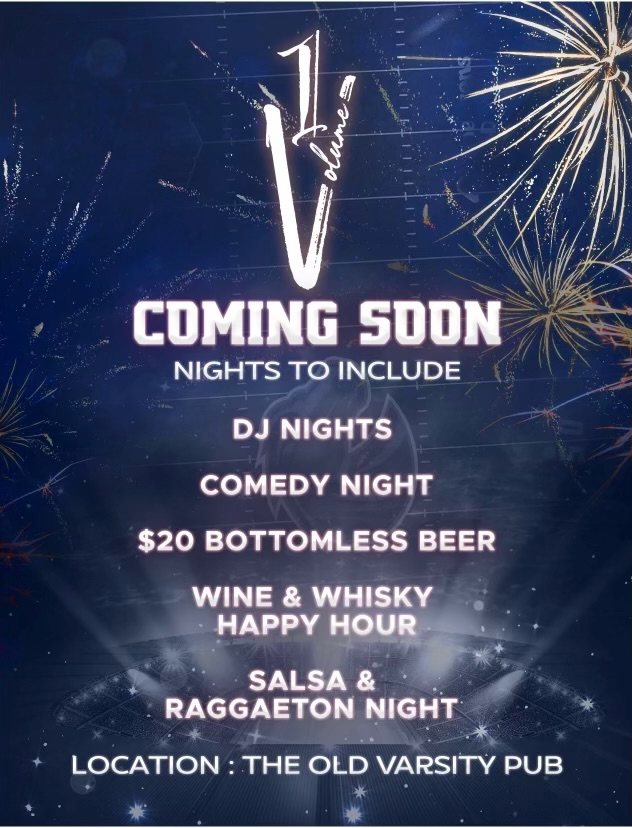 V
olume 1
COMING SOON
NIGHTS TO INCLUDE
DJ NIGHTS
COMEDY NIGHT
$20 BOTTOMLESS BEER
WINE & WHISKY
HAPPY HOUR
SALSA &
RAGGAETON NIGHT
LOCATION : THE OLD VARSITY PUB